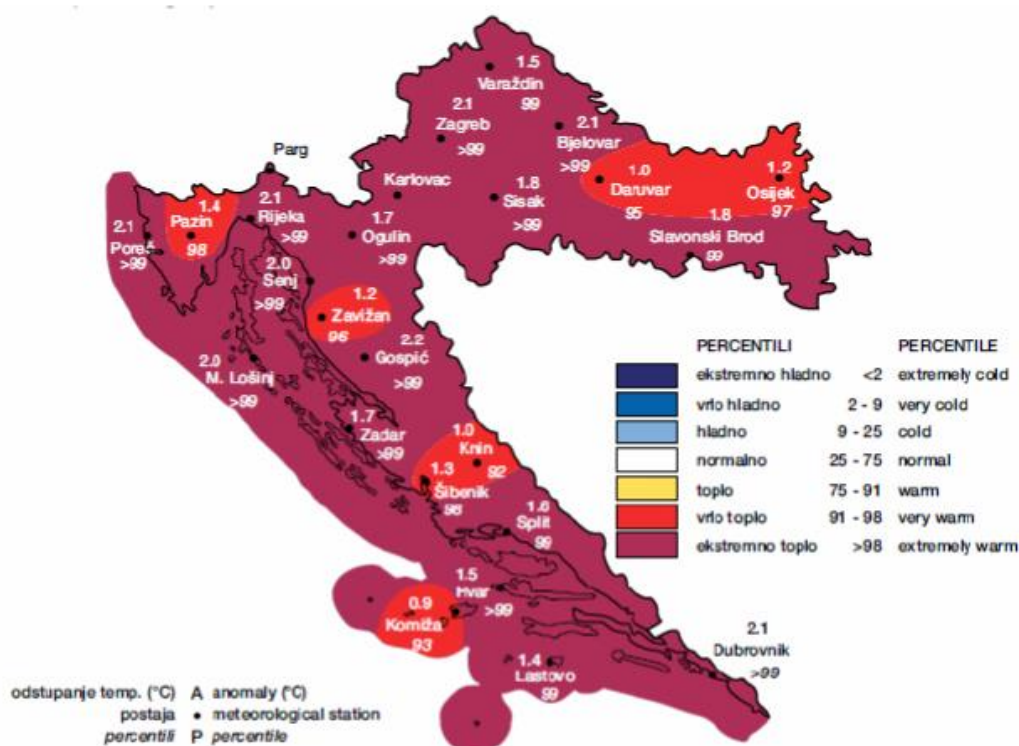 1.5
Varaždin
99
2.1
Zagreb
>99
2.1
Bjelovar
>99
Parg
Karlovac
1.8
Sisak
>99
1.0
Daruvar
95
1.2
Osijek
97
1.8
Slavonski Brod
99
2.1
Poreč
>99
1.4
Pazin
98
2.1
Rijeka
>99
1.7
Ogulin
>99
2.0
Senj
>99
1.2
Zavižan
96
2.2
Gospić
>99
2.0
M. Lošinj
>99
1.7
Zadar
>99
1.0
Knin
92
1.3
Šibenik
1.6
Split
99
1.5
Hvar
>99
0.9
Komiža
93
1.4
Lastovo
99
2.1
Dubrovnik
>99
PERCENTILI PERCENTILE
ekstremno hladno <2 extremely cold
vrlo hladno 2 - 9 very cold
hladno 9 - 25 cold
normalno 25 - 75 normal
toplo 75 - 91 warm
vrlo toplo 91 - 98 very warm
ekstremno toplo >98 extremely warm
odstupanje temp. (°C) A anomaly (°C)
postaja • meteorological station
percentili P percentile